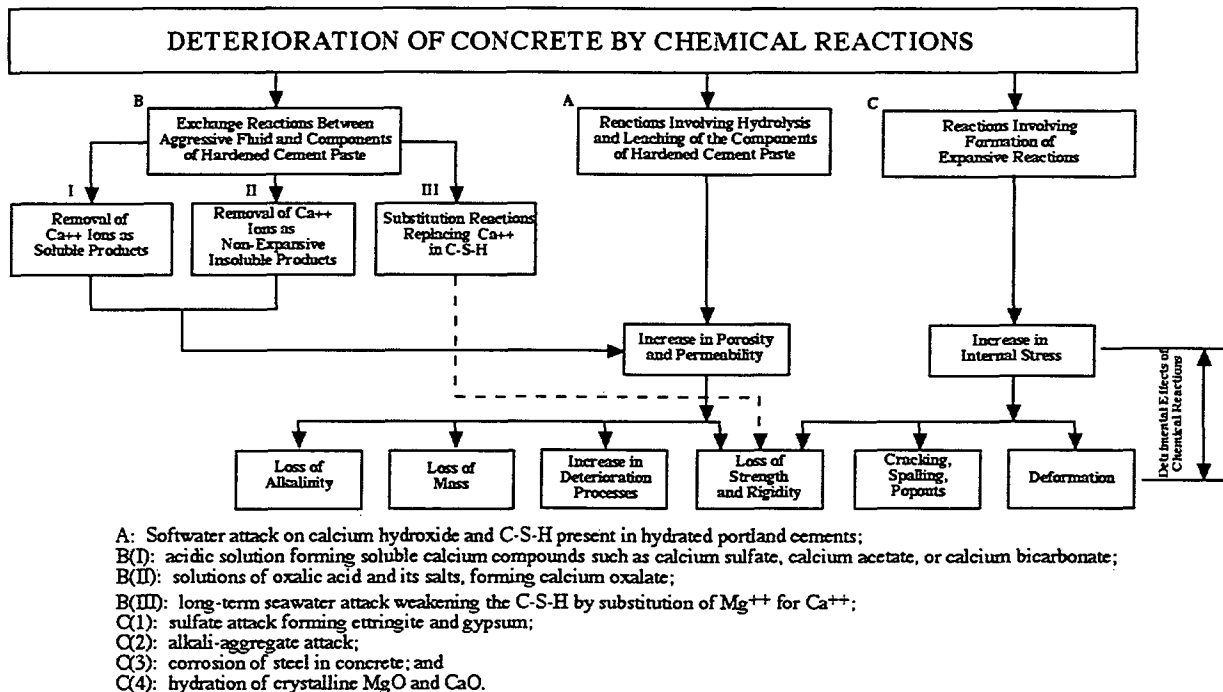 DETERIORATION OF CONCRETE BY CHEMICAL REACTIONS
B
Exchange Reactions Between
Aggressive Fluid and Components
of Hardened Cement Paste
A
Reactions Involving Hydrolysis
and Leaching of the Components
of Hardened Cement Paste
C
Reactions Involving
Formation of
Expansive Reactions
I
Removal of
Ca++ Ions as
Soluble Products
II
Removal of Ca++
Ions as
Non-Expansive
Insoluble Products
III
Substitution Reactions
Replacing Ca++
in C-S-H
Increase in Porosity
and Permeability
Increase in
Internal Stress
Detrimental Effects of
Chemical Reactions
Loss of
Alkalinity
Loss of
Mass
Increase in
Deterioration
Processes
Loss of
Strength
and Rigidity
Cracking,
Spalling,
Popouts
Deformation
A: Softwater attack on calcium hydroxide and C-S-H present in hydrated portland cements;
B(I): acidic solution forming soluble calcium compounds such as calcium sulfate, calcium acetate, or calcium bicarbonate;
B(II): solutions of oxalic acid and its salts, forming calcium oxalate;
B(III): long-term seawater attack weakening the C-S-H by substitution of Mg++ for Ca++;
C(1): sulfate attack forming ettringite and gypsum;
C(2): alkali-aggregate attack;
C(3): corrosion of steel in concrete; and
C(4): hydration of crystalline MgO and CaO.